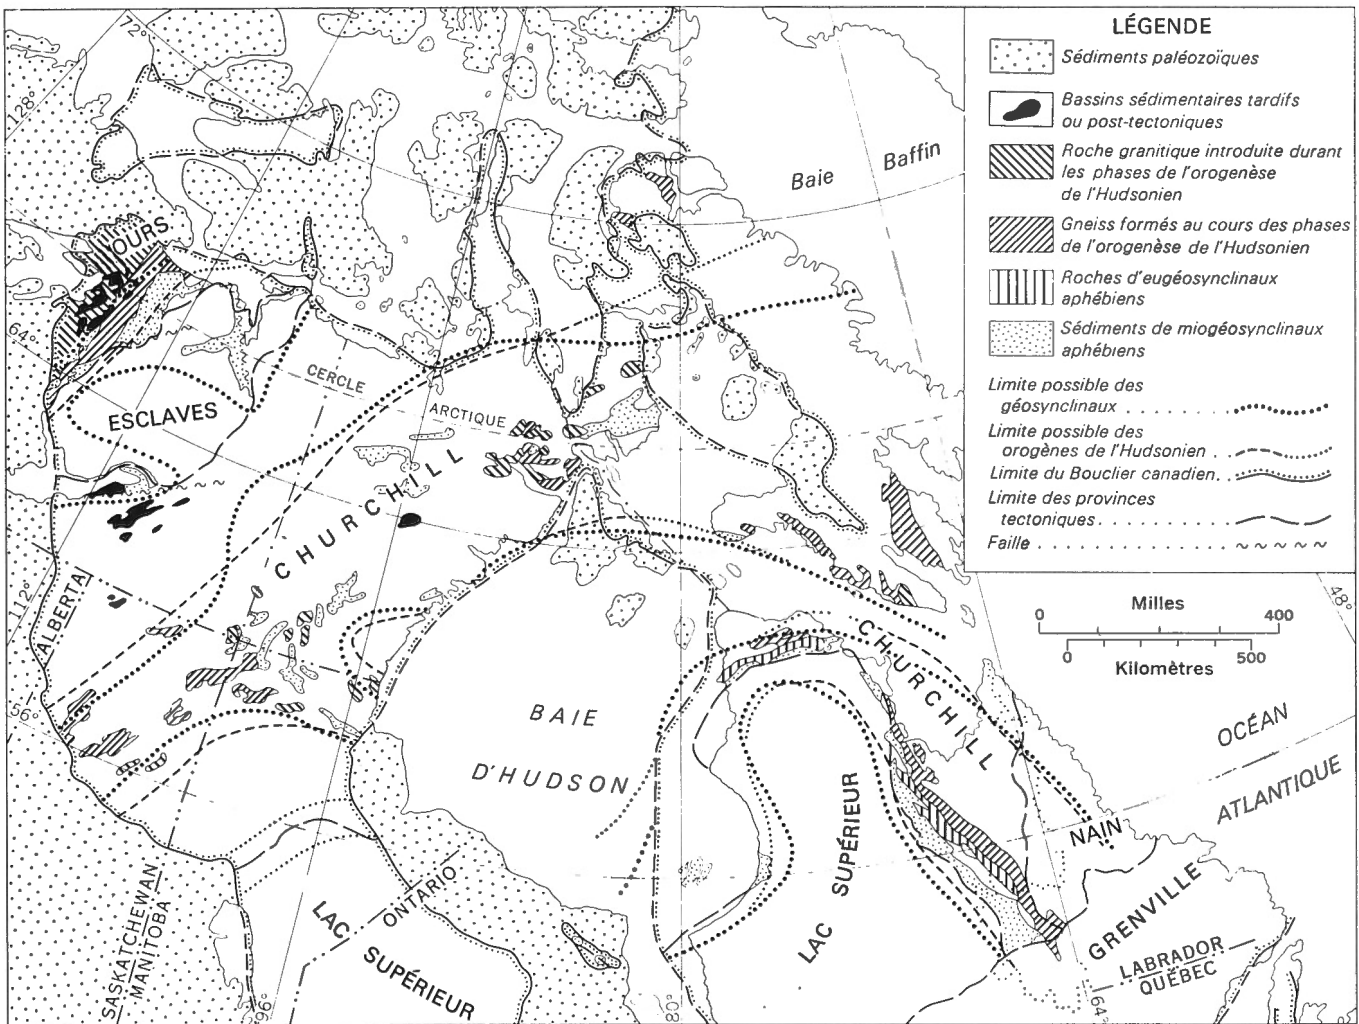 LÉGENDE
Sédiments paléozoïques
Bassins sédimentaires tardifs
ou post-tectoniques
Roche granitique introduite durant
les phases de l'orogenèse
de l'Hudsonien
Gneiss formés au cours des phases
de l'orogenèse de l'Hudsonien
Roches d'eugéosynclinaux
aphébiens
Sédiments de miogéosynclinaux
aphébiens
Limite possible des
géosynclinaux . . . . . . . .
Limite possible des
orogènes de l'Hudsonien . .
Limite du Bouclier canadien. . .
Limite des provinces
tectoniques. . . . . . . . . .
Faille . . . . . . . . . . . . . .
Milles
0 400
0 500
Kilomètres
72°
128°
64°
112°
56°
96°
80°
64°
48°
Baie Baffin
OURS
ESCLAVES
CERCLE
ARCTIQUE
CHURCHILL
ALBERTA
BAIE
D'HUDSON
CHURCHILL
OCÉAN
ATLANTIQUE
NAIN
LAC SUPÉRIEUR
GRENVILLE
LABRADOR
QUÉBEC
ONTARIO
LAC
SUPÉRIEUR
SASKATCHEWAN
MANITOBA